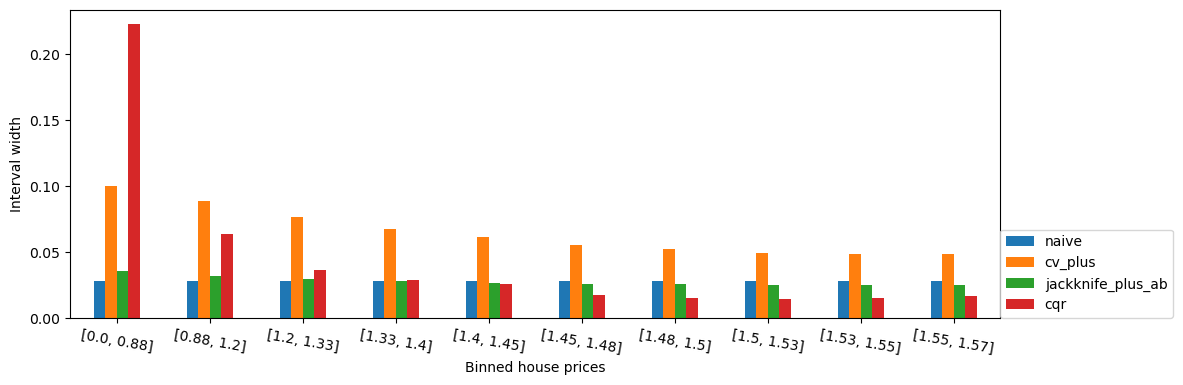 0.20
0.15
0.10
0.05
0.00
Interval width
[0.0, 0.88]
[0.88, 1.2]
[1.2, 1.33]
[1.33, 1.4]
[1.4, 1.45]
[1.45, 1.48]
[1.48, 1.5]
[1.5, 1.53]
[1.53, 1.55]
[1.55, 1.57]
Binned house prices
naive
cv_plus
jackknife_plus_ab
cqr